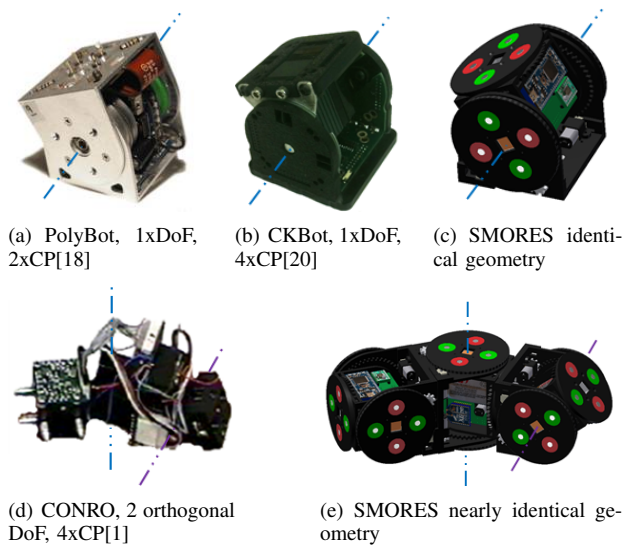 (a) PolyBot, 1xDoF,
2xCP[18]
(b) CKBot, 1xDoF,
4xCP[20]
(c) SMORES identi-
cal geometry
(d) CONRO, 2 orthogonal
DoF, 4xCP[1]
(e) SMORES nearly identical ge-
ometry